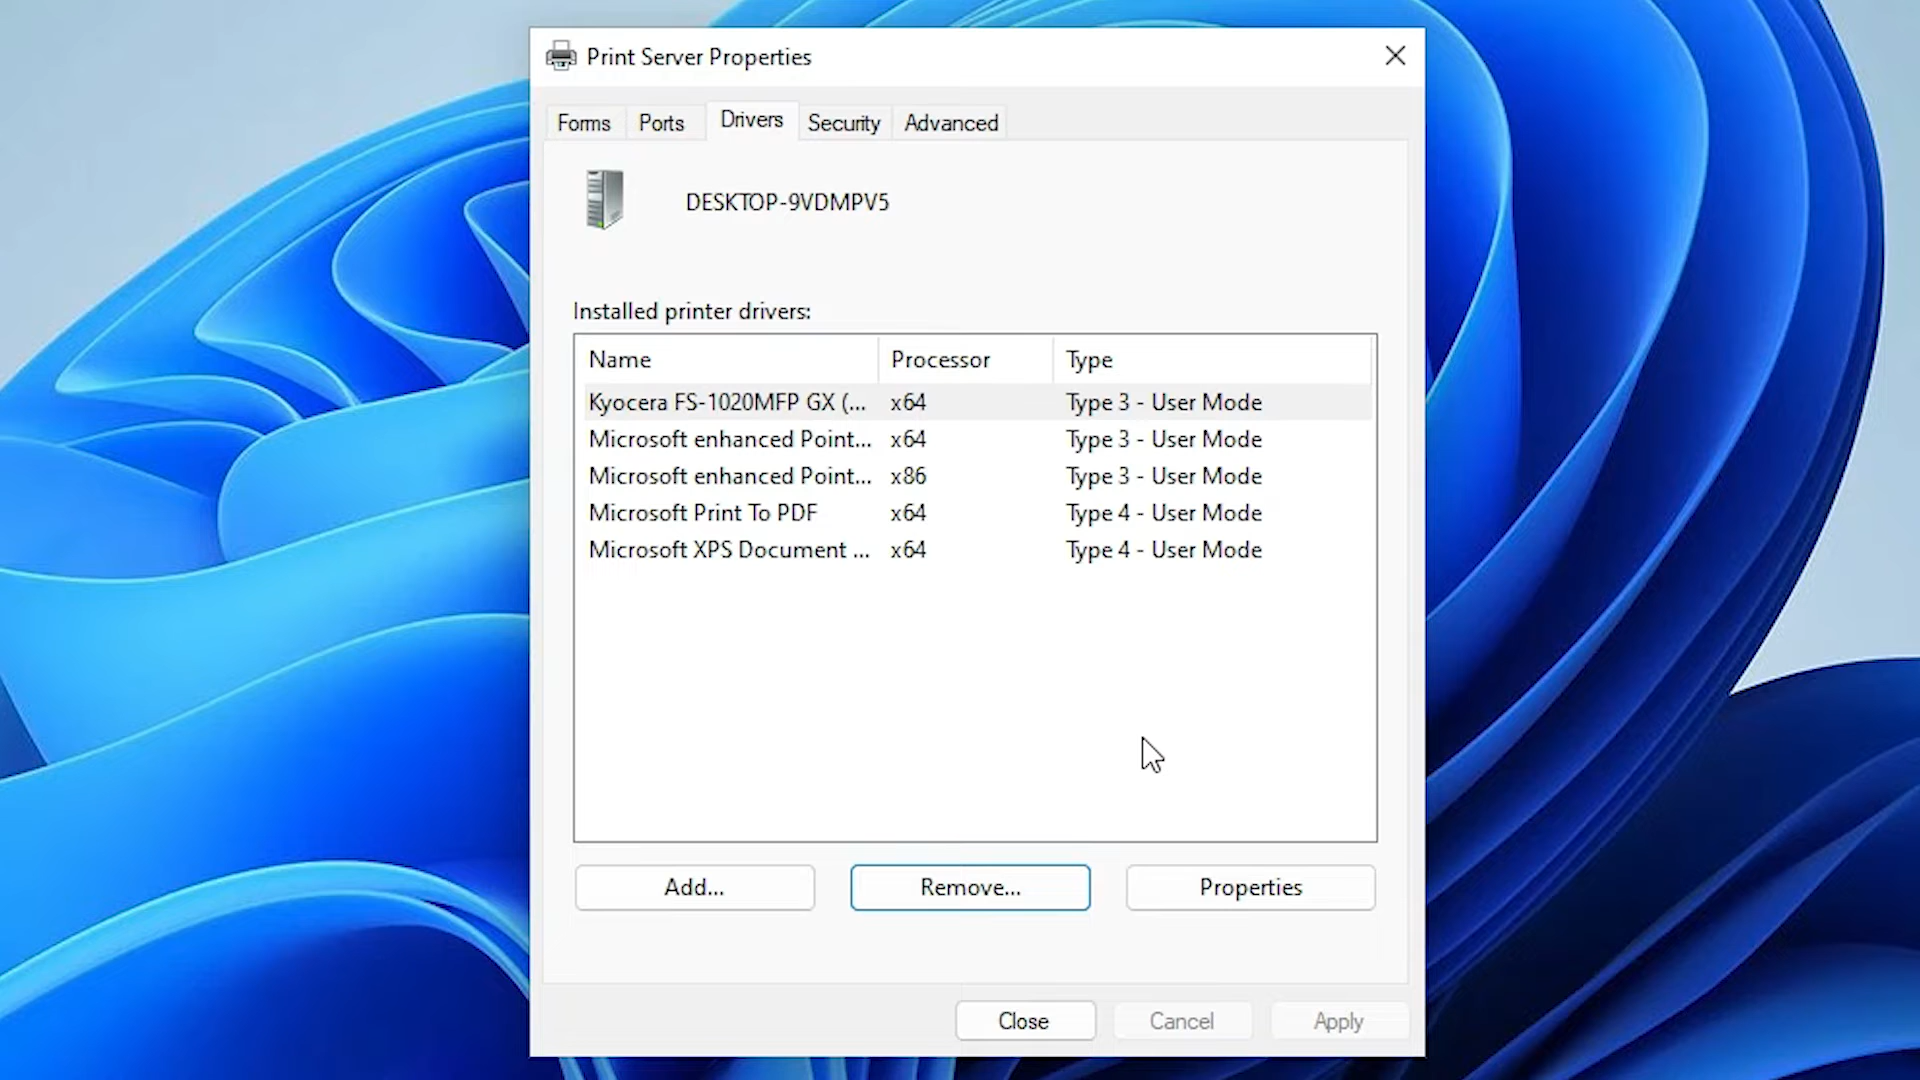 Print Server Properties
Forms Ports Drivers Security Advanced
DESKTOP-9VDMPV5
Installed printer drivers:
Name Processor Type
Kyocera FS-1020MFP GX (... x64 Type 3 - User Mode
Microsoft enhanced Point... x64 Type 3 - User Mode
Microsoft enhanced Point... x86 Type 3 - User Mode
Microsoft Print To PDF x64 Type 4 - User Mode
Microsoft XPS Document ... x64 Type 4 - User Mode
Add... Remove... Properties
Close Cancel Apply